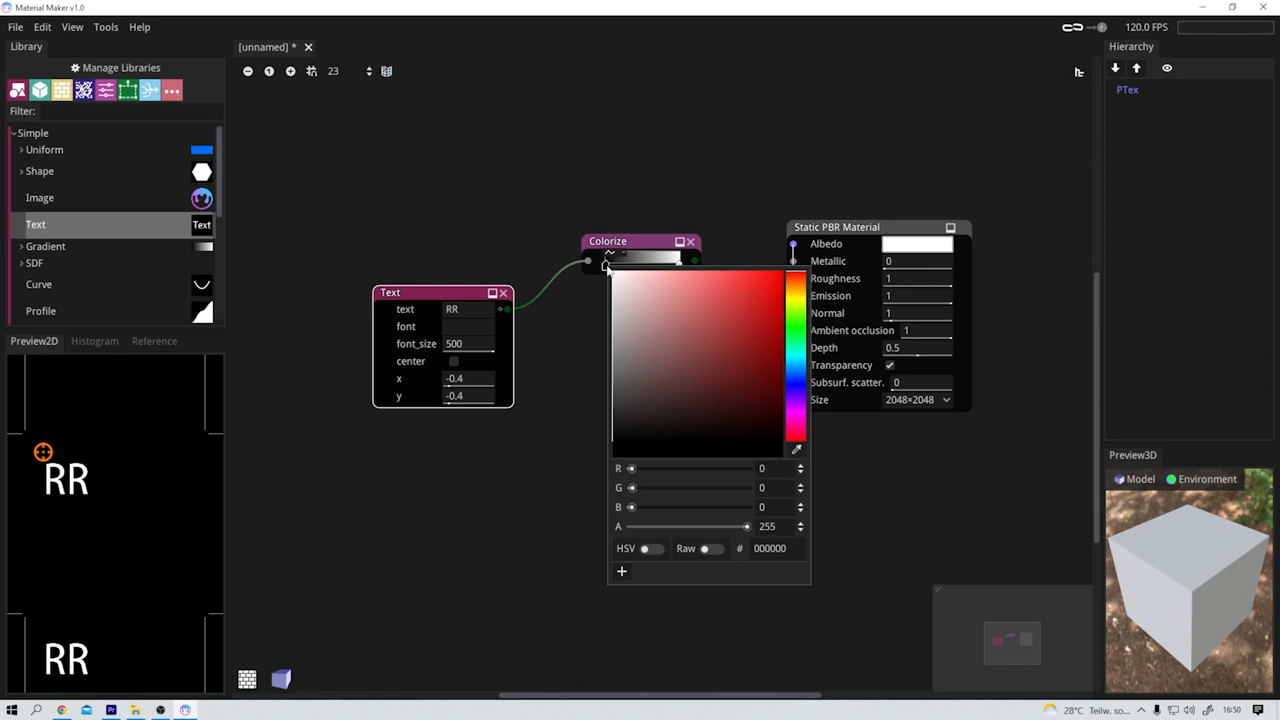 Material Maker v1.0
File Edit View Tools Help
120.0 FPS
Library
[unnamed] *
Hierarchy
Manage Libraries
23
PTex
Filter:
Simple
Uniform
Shape
Image
Text
Text
Gradient
SDF
Curve
Profile
Colorize
Static PBR Material
Albedo
Metallic 0
Roughness 1
Emission 1
Normal 1
Ambient occlusion 1
Depth 0.5
Transparency
Subsurf. scatter. 0
Size 2048×2048
Text
text RR
font
font_size 500
center
x -0.4
y -0.4
Preview2D Histogram Reference
RR
RR
R 0
G 0
B 0
A 255
HSV Raw # 000000
+
Preview3D
Model Environment
28°C Teilw. so... 16:50